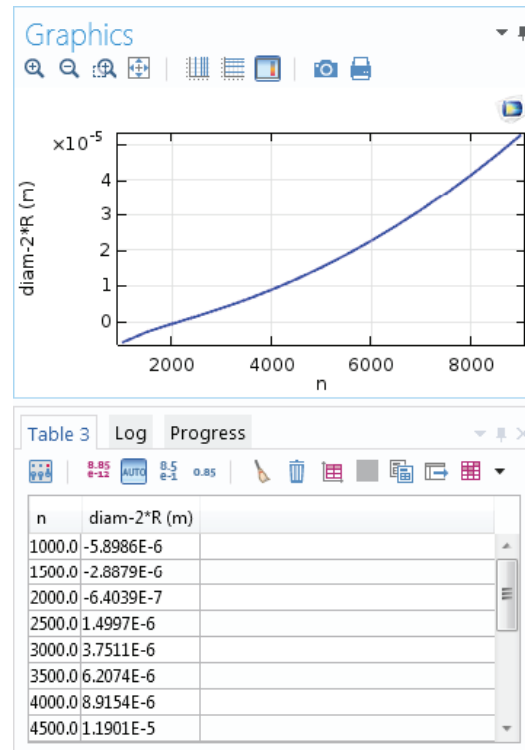 Graphics
×10⁻⁵
4
3
2
1
0
diam-2*R (m)
2000 4000 6000 8000
n
Table 3 Log Progress
8.85 e-12 AUTO 8.5 e-1 0.85
n diam-2*R (m)
1000.0 -5.8986E-6
1500.0 -2.8879E-6
2000.0 -6.4039E-7
2500.0 1.4997E-6
3000.0 3.7511E-6
3500.0 6.2074E-6
4000.0 8.9154E-6
4500.0 1.1901E-5